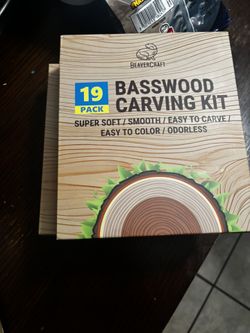 BEAVERCRAFT
19
PACK
BASSWOOD
CARVING KIT
SUPER SOFT / SMOOTH / EASY TO CARVE /
EASY TO COLOR / ODORLESS